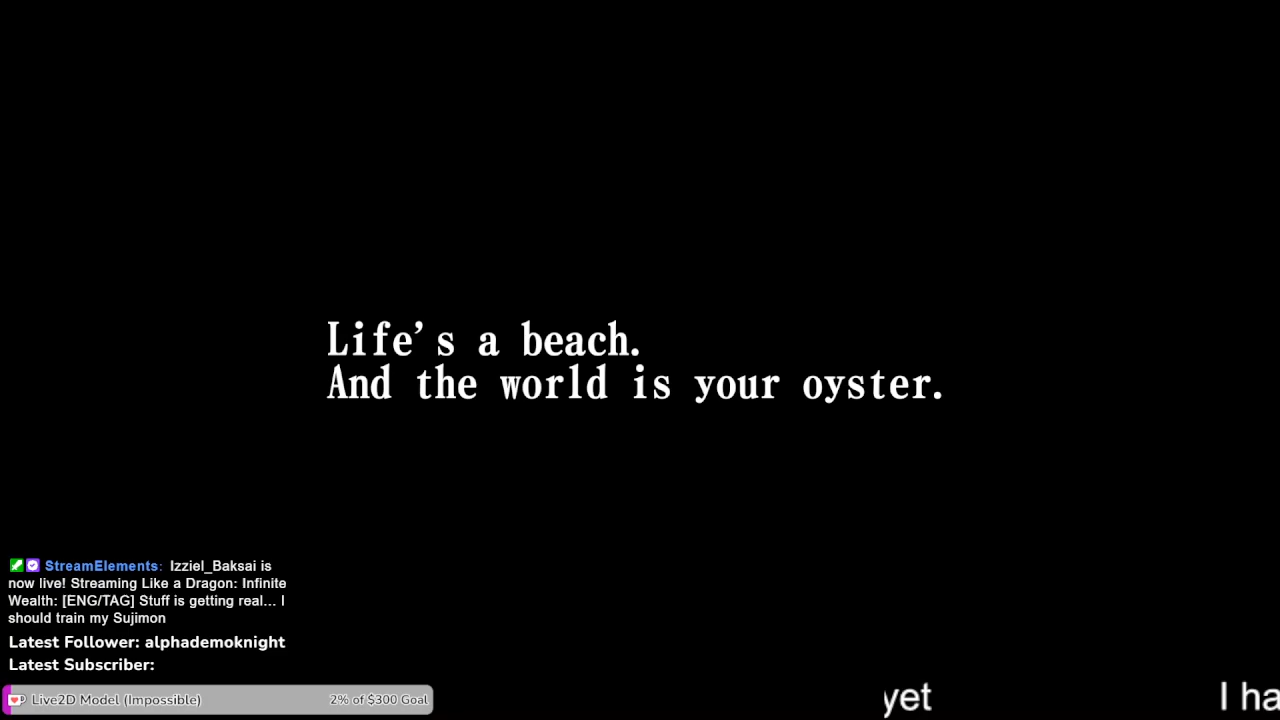 Life's a beach.
And the world is your oyster.
StreamElements: Izziel_Baksai is
now live! Streaming Like a Dragon: Infinite
Wealth: [ENG/TAG] Stuff is getting real... I
should train my Sujimon
Latest Follower: alphademoknight
Latest Subscriber:
Live2D Model (Impossible) 2% of $300 Goal
yet I ha